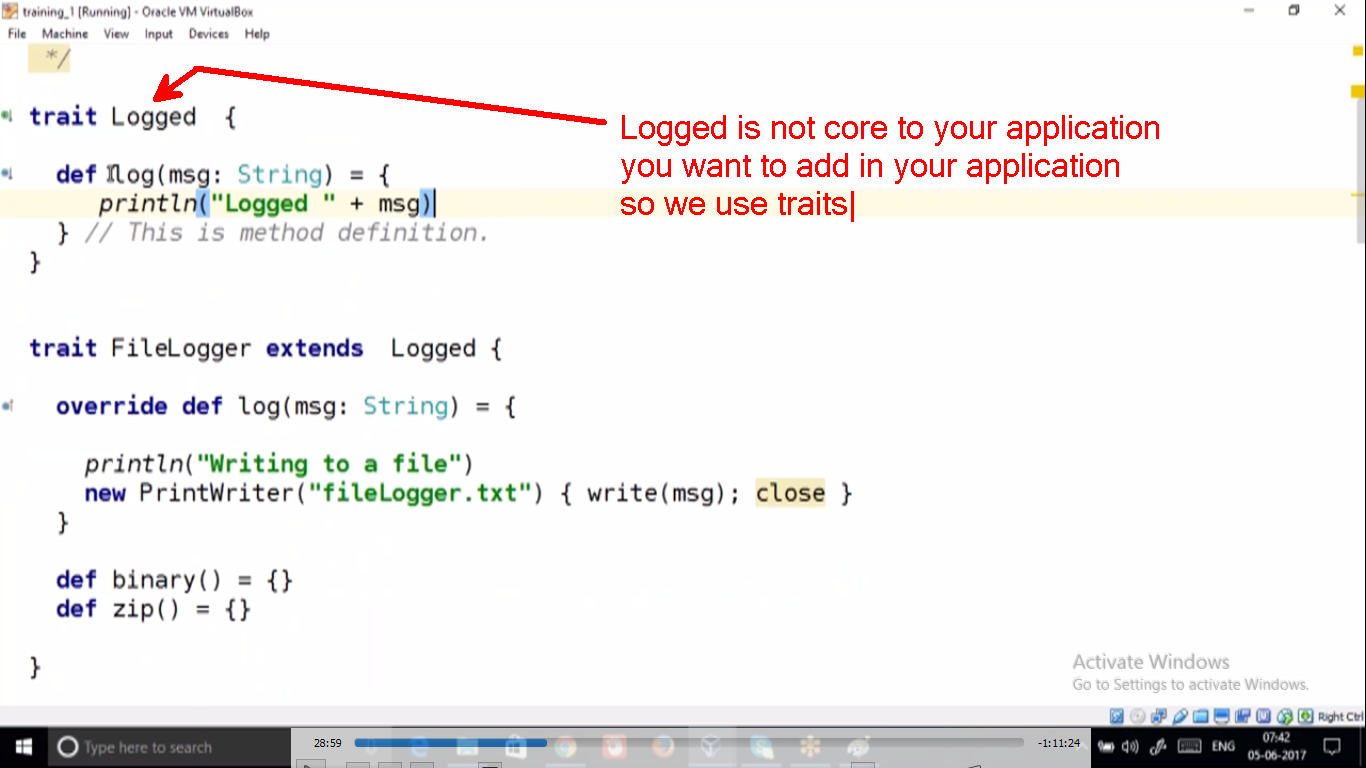 training_1 [Running] - Oracle VM VirtualBox
File Machine View Input Devices Help
*/
trait Logged {
Logged is not core to your application
you want to add in your application
so we use traits
def log(msg: String) = {
println("Logged " + msg)
} // This is method definition.
}
trait FileLogger extends Logged {
override def log(msg: String) = {
println("Writing to a file")
new PrintWriter("fileLogger.txt") { write(msg); close }
}
def binary() = {}
def zip() = {}
}
Activate Windows
Go to Settings to activate Windows.
Right Ctrl
Type here to search
28:59
-1:11:24
ENG
07:42
05-06-2017